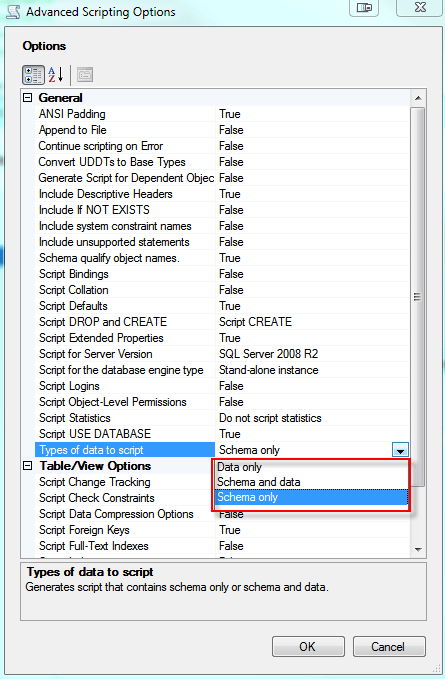 Advanced Scripting Options
Options
A
Z
General
ANSI Padding True
Append to File False
Continue scripting on Error False
Convert UDDTs to Base Types False
Generate Script for Dependent Objec False
Include Descriptive Headers True
Include If NOT EXISTS False
Include system constraint names False
Include unsupported statements False
Schema qualify object names. True
Script Bindings False
Script Collation False
Script Defaults True
Script DROP and CREATE Script CREATE
Script Extended Properties True
Script for Server Version SQL Server 2008 R2
Script for the database engine type Stand-alone instance
Script Logins False
Script Object-Level Permissions False
Script Statistics Do not script statistics
Script USE DATABASE True
Types of data to script Schema only
Table/View Options Data only
Script Change Tracking Schema and data
Script Check Constraints Schema only
Script Data Compression Options False
Script Foreign Keys True
Script Full-Text Indexes False
Types of data to script
Generates script that contains schema only or schema and data.
OK Cancel